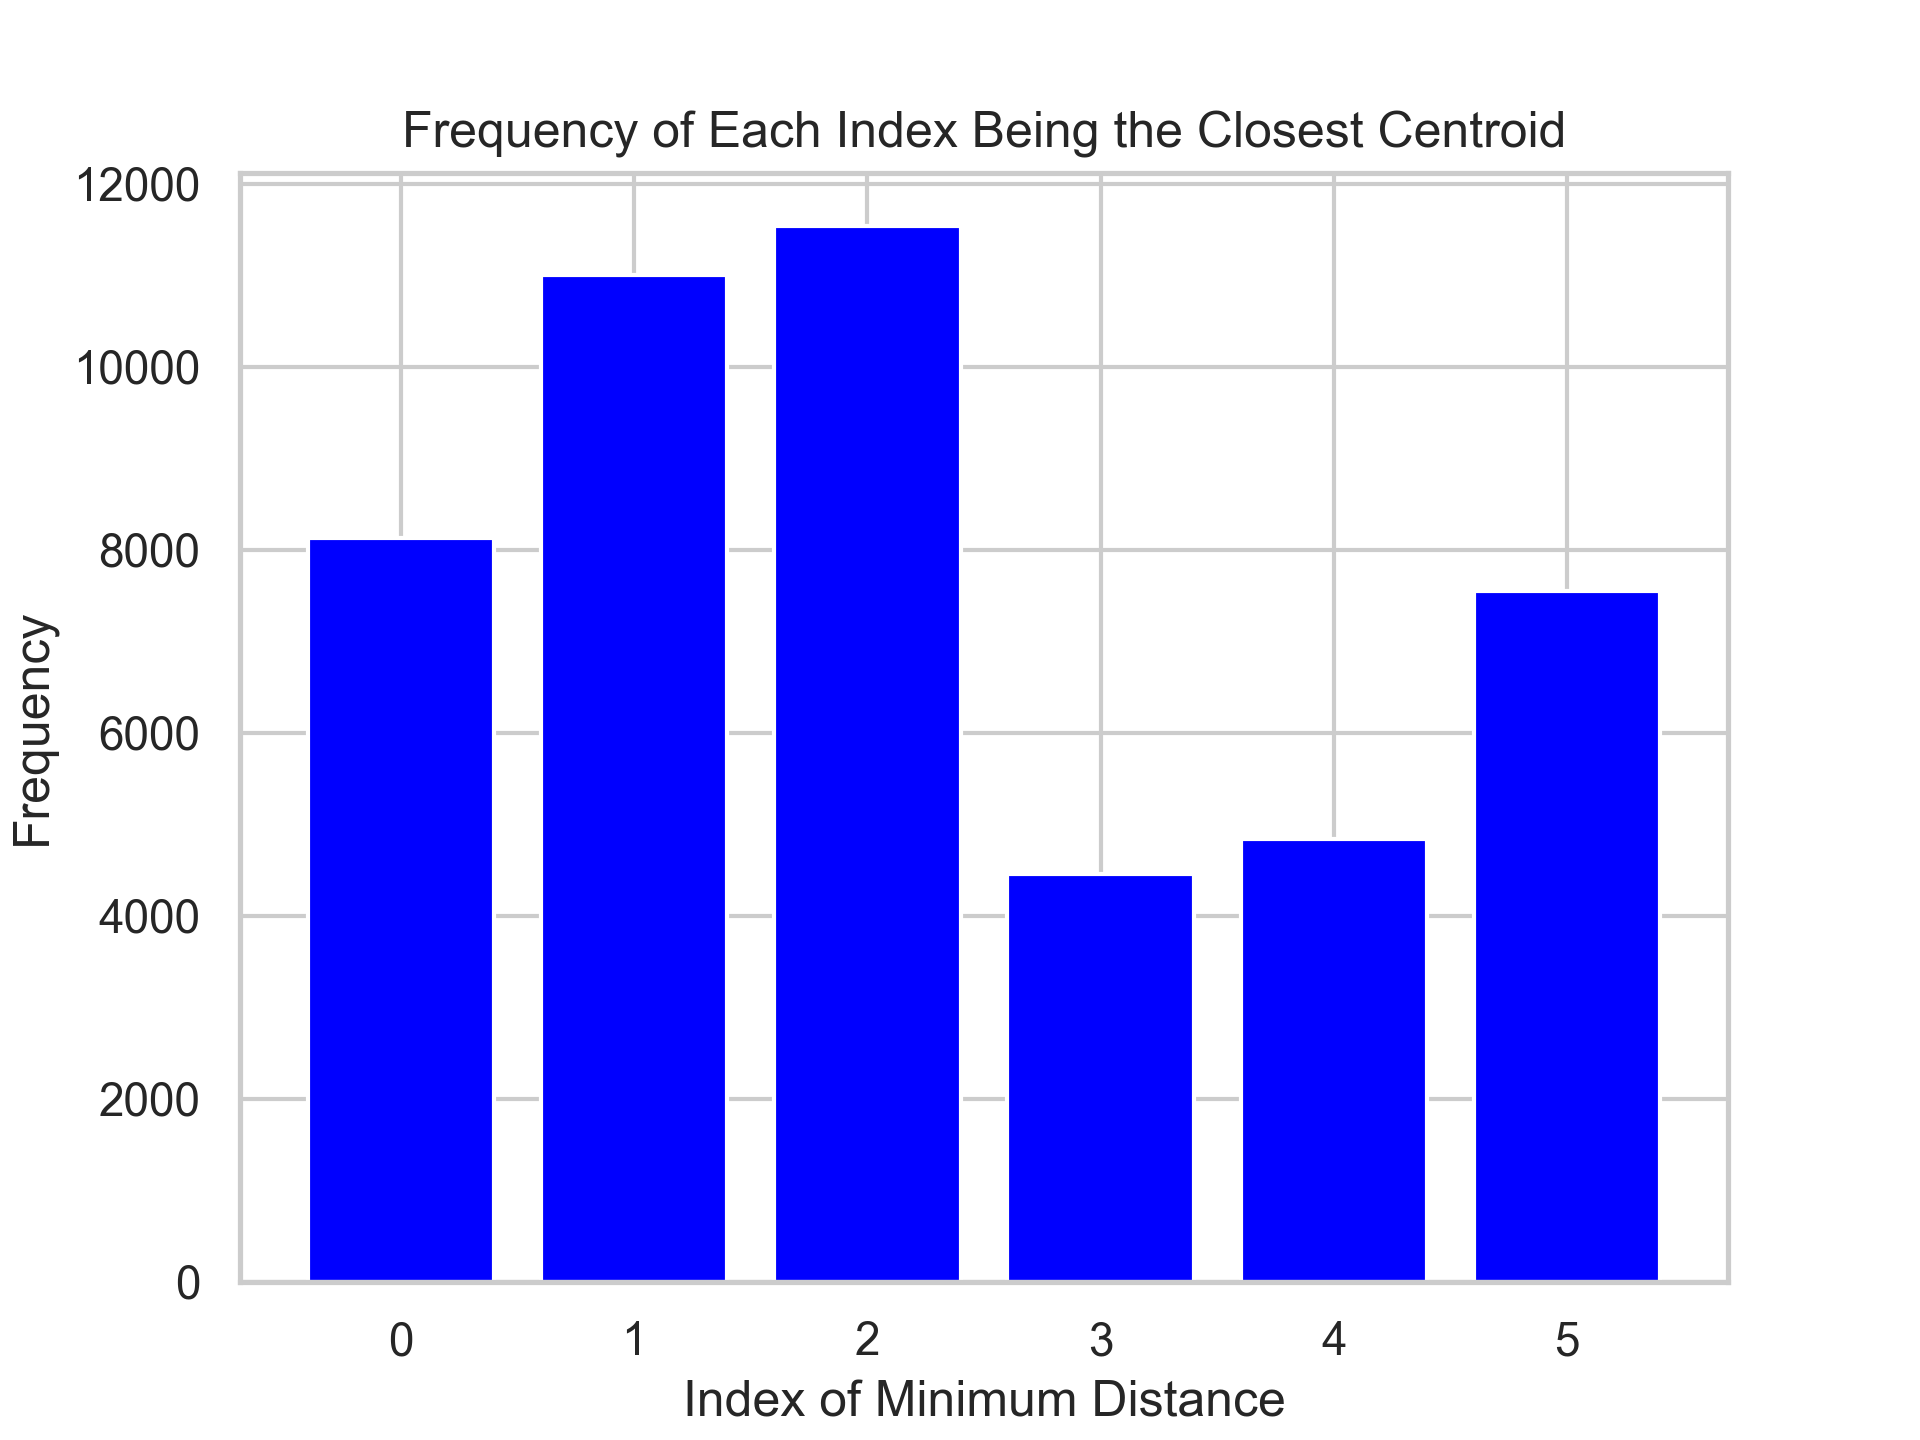 Frequency of Each Index Being the Closest Centroid
12000
10000
8000
6000
4000
2000
0
Frequency
0 1 2 3 4 5
Index of Minimum Distance